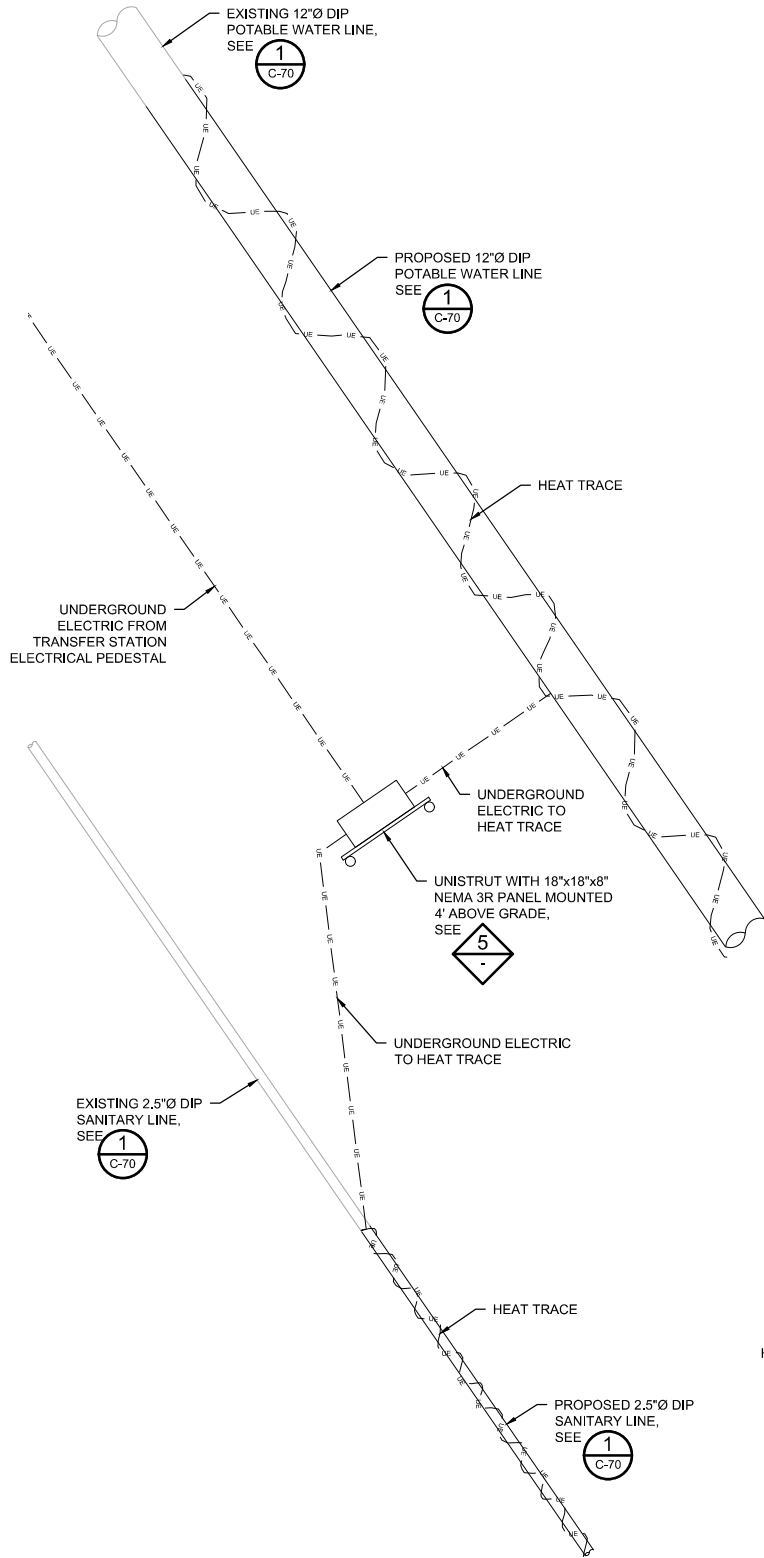 EXISTING 12"Ø DIP
POTABLE WATER LINE,
SEE
1
C-70
PROPOSED 12"Ø DIP
POTABLE WATER LINE
SEE
1
C-70
HEAT TRACE
UNDERGROUND
ELECTRIC FROM
TRANSFER STATION
ELECTRICAL PEDESTAL
UNDERGROUND
ELECTRIC TO
HEAT TRACE
UNISTRUT WITH 18"x18"x8"
NEMA 3R PANEL MOUNTED
4' ABOVE GRADE,
SEE
5
-
UNDERGROUND ELECTRIC
TO HEAT TRACE
EXISTING 2.5"Ø DIP
SANITARY LINE,
SEE
1
C-70
HEAT TRACE
PROPOSED 2.5"Ø DIP
SANITARY LINE,
SEE
1
C-70
UE